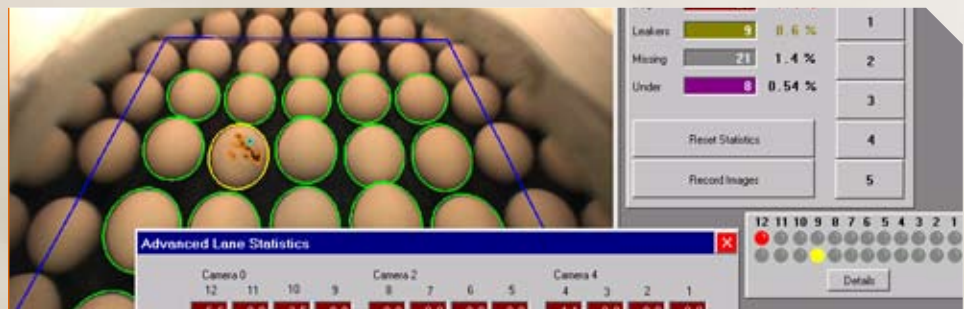 Leakers 9 0.6 %
Missing 21 1.4 %
Under 8 0.54 %
Reset Statistics
Record Images
1
2
3
4
5
12 11 10 9 8 7 6 5 4 3 2 1
Details
Advanced Lane Statistics
Camera 0 Camera 2 Camera 4
12 11 10 9 8 7 6 5 4 3 2 1